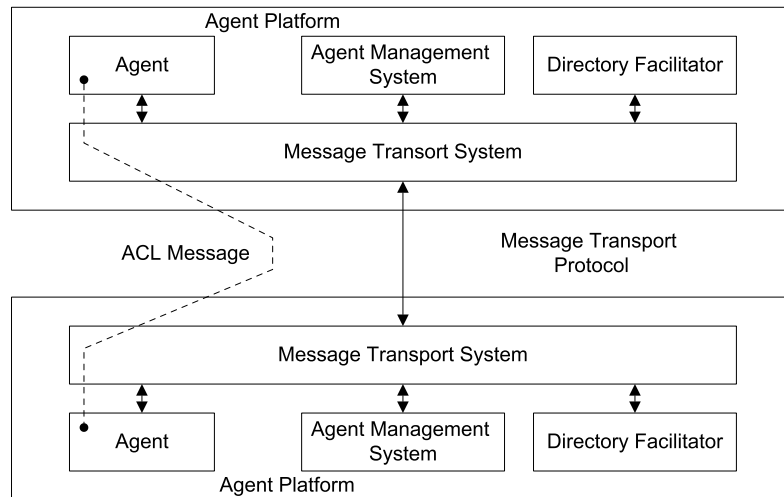 Agent Platform
Agent
Agent Management
System
Directory Facilitator
Message Transort System
ACL Message
Message Transport
Protocol
Message Transport System
Agent
Agent Management
System
Directory Facilitator
Agent Platform